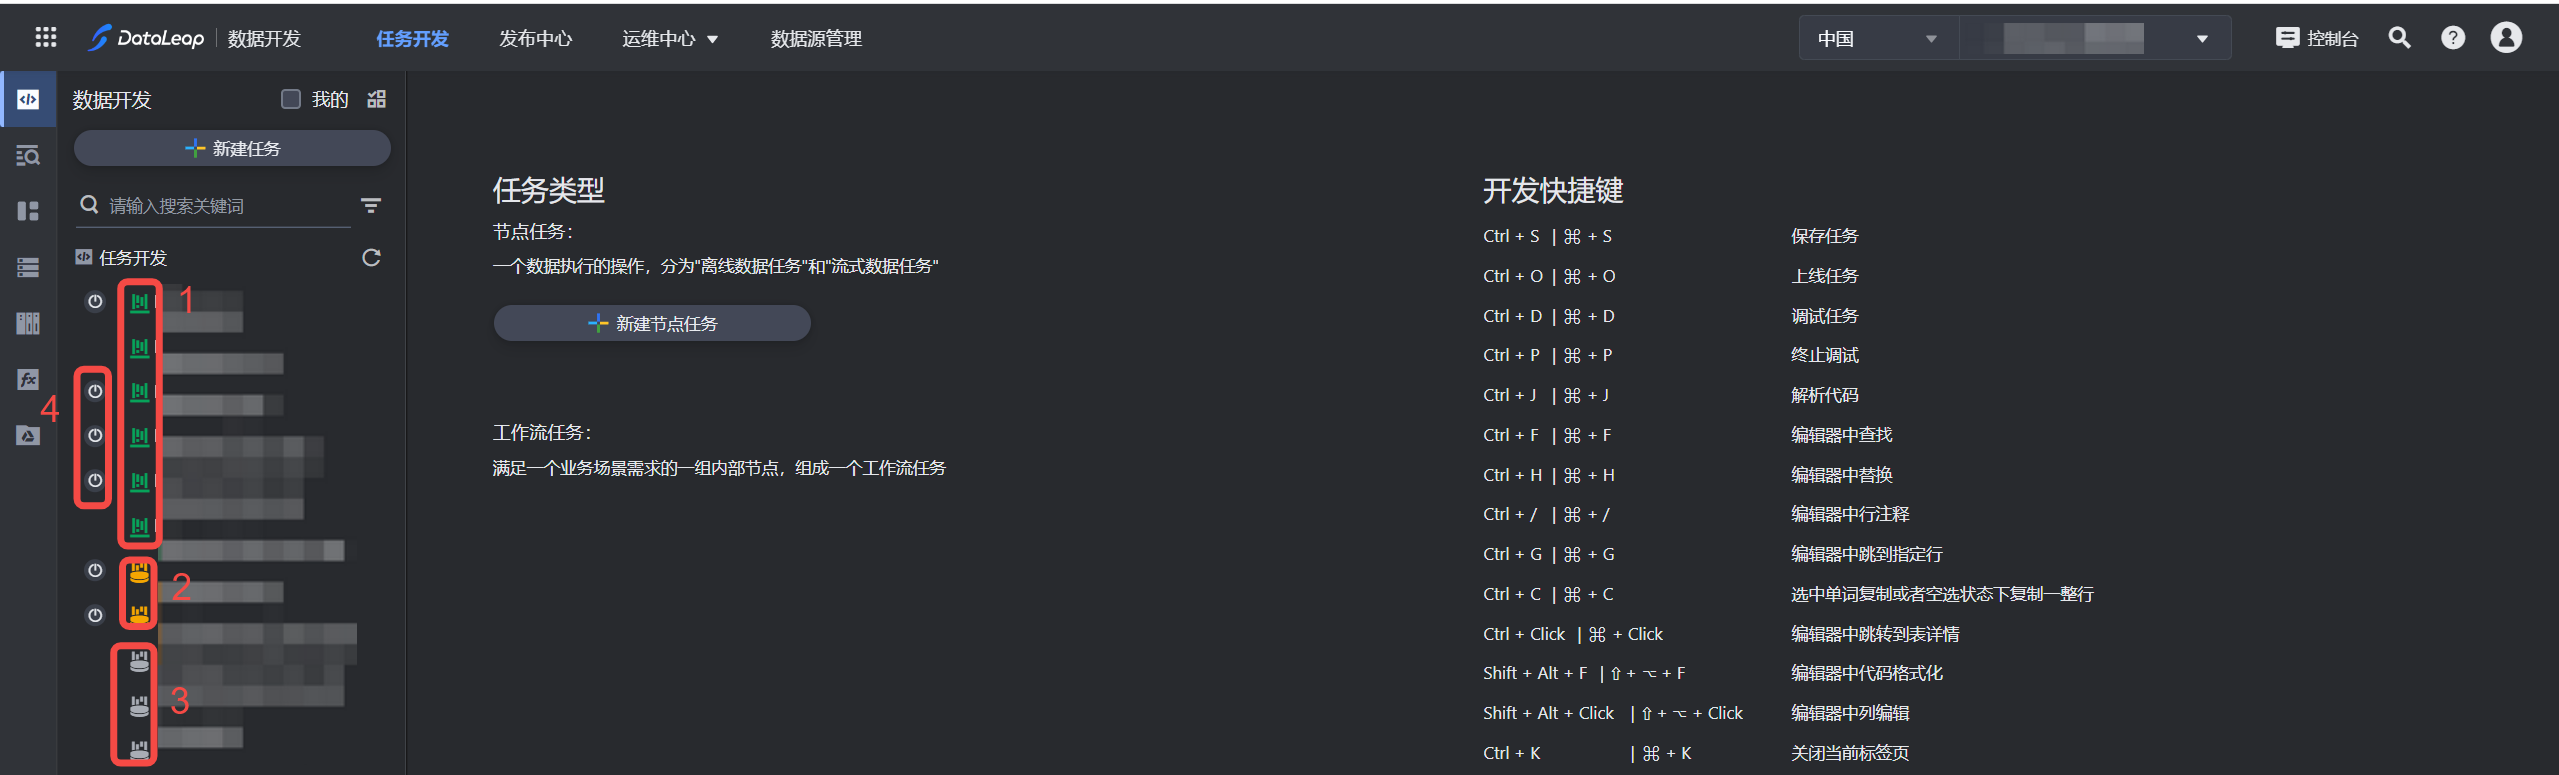 DataLeap 数据开发 任务开发 发布中心 运维中心 数据源管理 中国 控制台
数据开发 我的
新建任务
请输入搜索关键词
任务开发
1
4
2
3
任务类型
节点任务：
一个数据执行的操作，分为"离线数据任务"和"流式数据任务"
新建节点任务
工作流任务：
满足一个业务场景需求的一组内部节点，组成一个工作流任务
开发快捷键
Ctrl + S | ⌘ + S 保存任务
Ctrl + O | ⌘ + O 上线任务
Ctrl + D | ⌘ + D 调试任务
Ctrl + P | ⌘ + P 终止调试
Ctrl + J | ⌘ + J 解析代码
Ctrl + F | ⌘ + F 编辑器中查找
Ctrl + H | ⌘ + H 编辑器中替换
Ctrl + / | ⌘ + / 编辑器中行注释
Ctrl + G | ⌘ + G 编辑器中跳到指定行
Ctrl + C | ⌘ + C 选中单词复制或者空选状态下复制一整行
Ctrl + Click | ⌘ + Click 编辑器中跳转到表详情
Shift + Alt + F | ⇧ + ⌥ + F 编辑器中代码格式化
Shift + Alt + Click | ⇧ + ⌥ + Click 编辑器中列编辑
Ctrl + K | ⌘ + K 关闭当前标签页